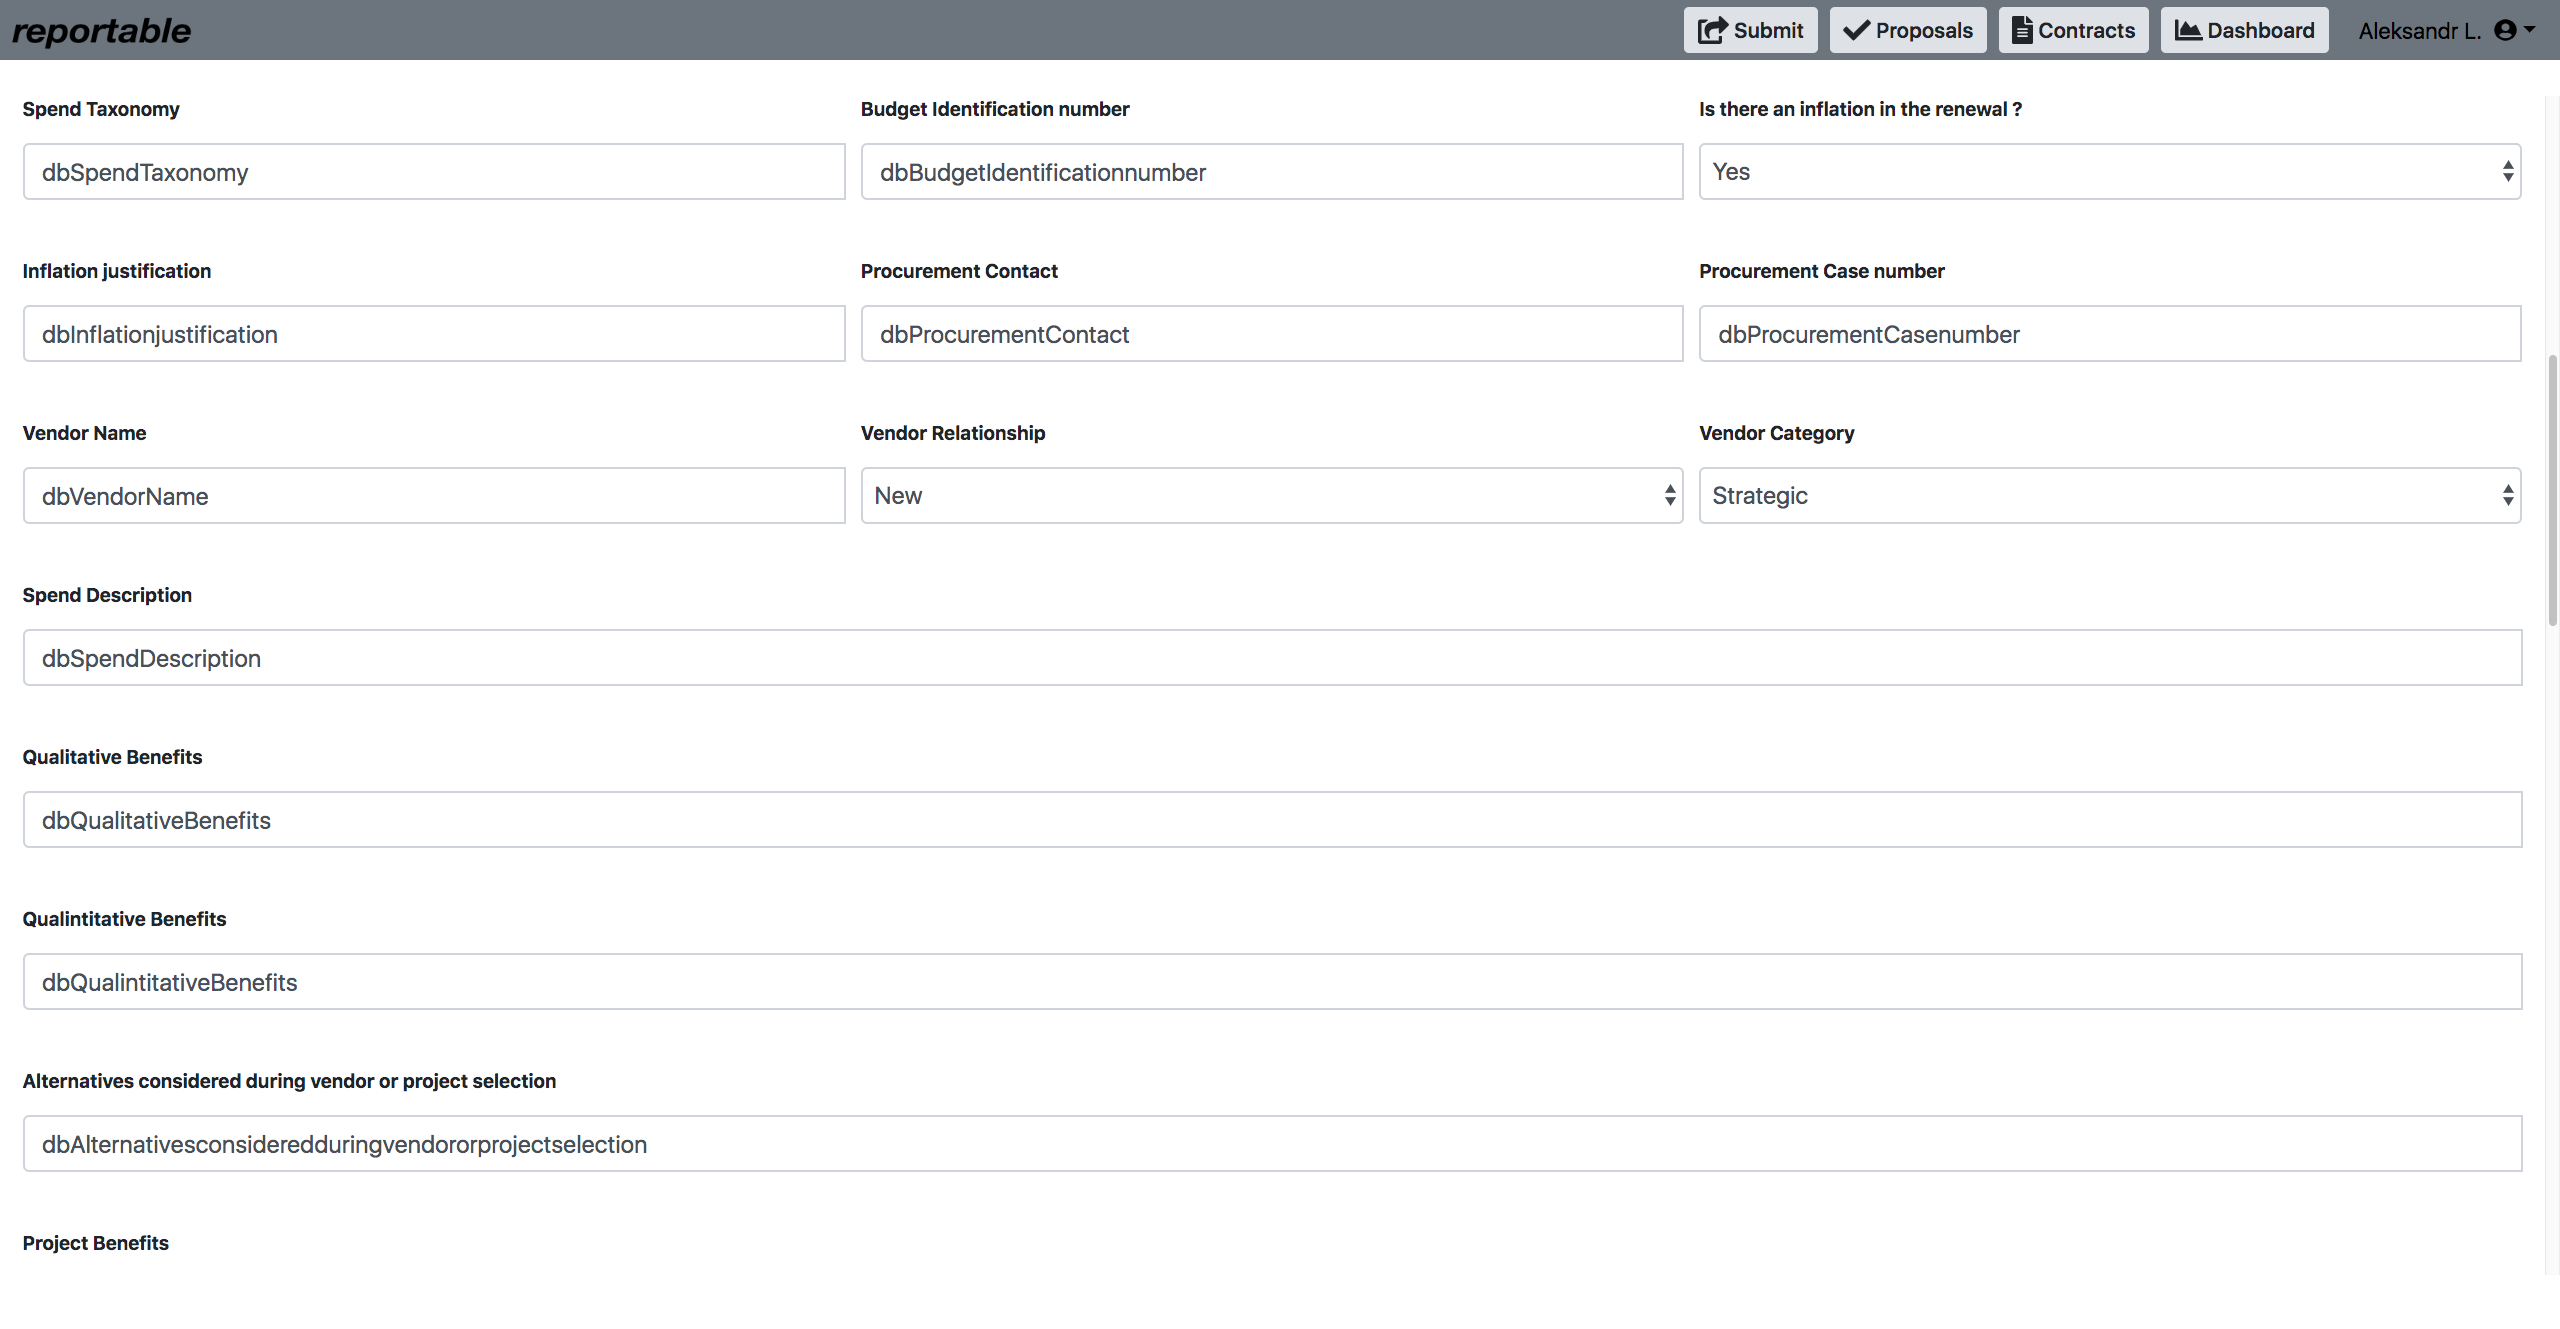 reportable
Submit Proposals Contracts Dashboard Aleksandr L.
Spend Taxonomy Budget Identification number Is there an inflation in the renewal ?
dbSpendTaxonomy dbBudgetIdentificationnumber Yes
Inflation justification Procurement Contact Procurement Case number
dbInflationjustification dbProcurementContact dbProcurementCasenumber
Vendor Name Vendor Relationship Vendor Category
dbVendorName New Strategic
Spend Description
dbSpendDescription
Qualitative Benefits
dbQualitativeBenefits
Qualintitative Benefits
dbQualintitativeBenefits
Alternatives considered during vendor or project selection
dbAlternativesconsideredduringvendororprojectselection
Project Benefits